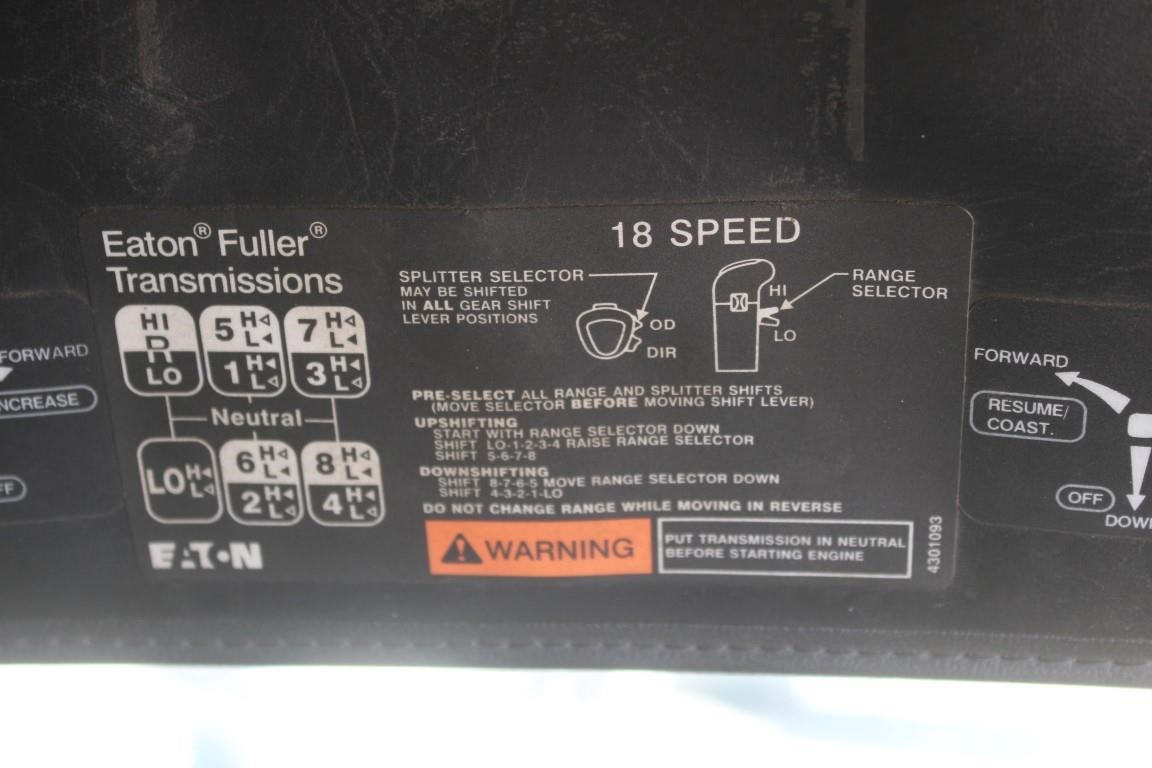 Eaton® Fuller®
Transmissions
18 SPEED
SPLITTER SELECTOR
MAY BE SHIFTED
IN ALL GEAR SHIFT
LEVER POSITIONS
OD
DIR
HI
LO
RANGE
SELECTOR
HI
R
LO
5 H L
1 H L
7 H L
3 H L
Neutral
LO H L
6 H L
2 H L
8 H L
4 H L
EATON
PRE-SELECT ALL RANGE AND SPLITTER SHIFTS
(MOVE SELECTOR BEFORE MOVING SHIFT LEVER)
UPSHIFTING
START WITH RANGE SELECTOR DOWN
SHIFT LO-1-2-3-4 RAISE RANGE SELECTOR
SHIFT 5-6-7-8
DOWNSHIFTING
SHIFT 8-7-6-5 MOVE RANGE SELECTOR DOWN
SHIFT 4-3-2-1-LO
DO NOT CHANGE RANGE WHILE MOVING IN REVERSE
WARNING
PUT TRANSMISSION IN NEUTRAL
BEFORE STARTING ENGINE
4301093
FORWARD
NCREASE
FF
FORWARD
RESUME/
COAST.
OFF
DOW